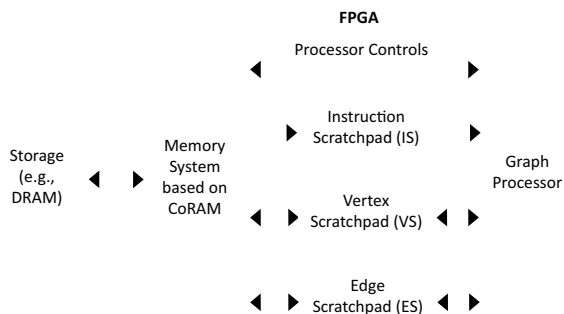 FPGA
Processor Controls
Instruction
Scratchpad (IS)
Storage
(e.g.,
DRAM)
Memory
System
based on
CoRAM
Graph
Processor
Vertex
Scratchpad (VS)
Edge
Scratchpad (ES)